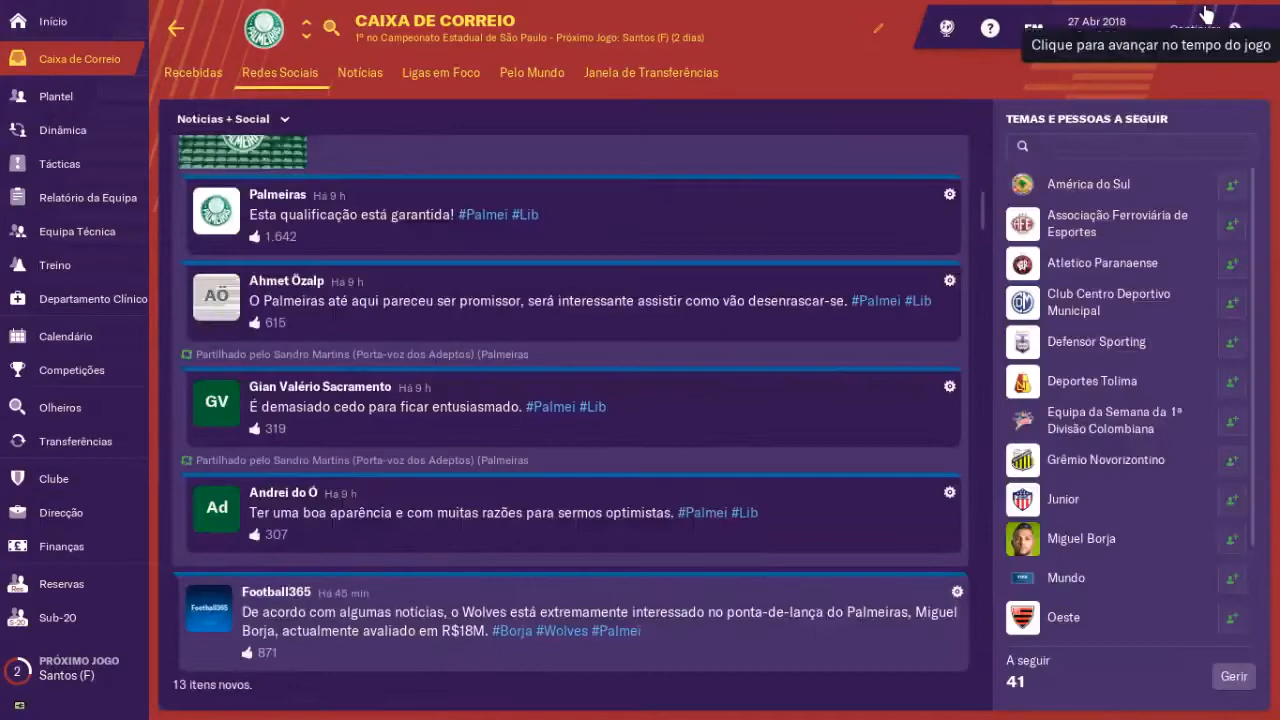 Início
Caixa de Correio
Plantel
Dinâmica
Tácticas
Relatório da Equipa
Equipa Técnica
Treino
Departamento Clínico
Calendário
Competições
Olheiros
Transferências
Clube
Direcção
Finanças
Reservas
Sub-20
2
PRÓXIMO JOGO
Santos (F)
CAIXA DE CORREIO
1º no Campeonato Estadual de São Paulo - Próximo Jogo: Santos (F) (2 dias)
27 Abr 2018
Clique para avançar no tempo do jogo
Recebidas
Redes Sociais
Notícias
Ligas em Foco
Pelo Mundo
Janela de Transferências
Notícias + Social
Palmeiras Há 9 h
Esta qualificação está garantida! #Palmei #Lib
1.642
AÖ
Ahmet Özalp Há 9 h
O Palmeiras até aqui pareceu ser promissor, será interessante assistir como vão desenrascar-se. #Palmei #Lib
615
Partilhado pelo Sandro Martins (Porta-voz dos Adeptos) (Palmeiras
GV
Gian Valério Sacramento Há 9 h
É demasiado cedo para ficar entusiasmado. #Palmei #Lib
319
Partilhado pelo Sandro Martins (Porta-voz dos Adeptos) (Palmeiras
Ad
Andrei do Ó Há 9 h
Ter uma boa aparência e com muitas razões para sermos optimistas. #Palmei #Lib
307
Football365
Football365 Há 45 min
De acordo com algumas notícias, o Wolves está extremamente interessado no ponta-de-lança do Palmeiras, Miguel
Borja, actualmente avaliado em R$18M. #Borja #Wolves #Palmei
871
13 itens novos.
TEMAS E PESSOAS A SEGUIR
América do Sul
Associação Ferroviária de
Esportes
Atletico Paranaense
Club Centro Deportivo
Municipal
Defensor Sporting
Deportes Tolima
Equipa da Semana da 1ª
Divisão Colombiana
Grêmio Novorizontino
Junior
Miguel Borja
Mundo
Oeste
A seguir
41
Gerir